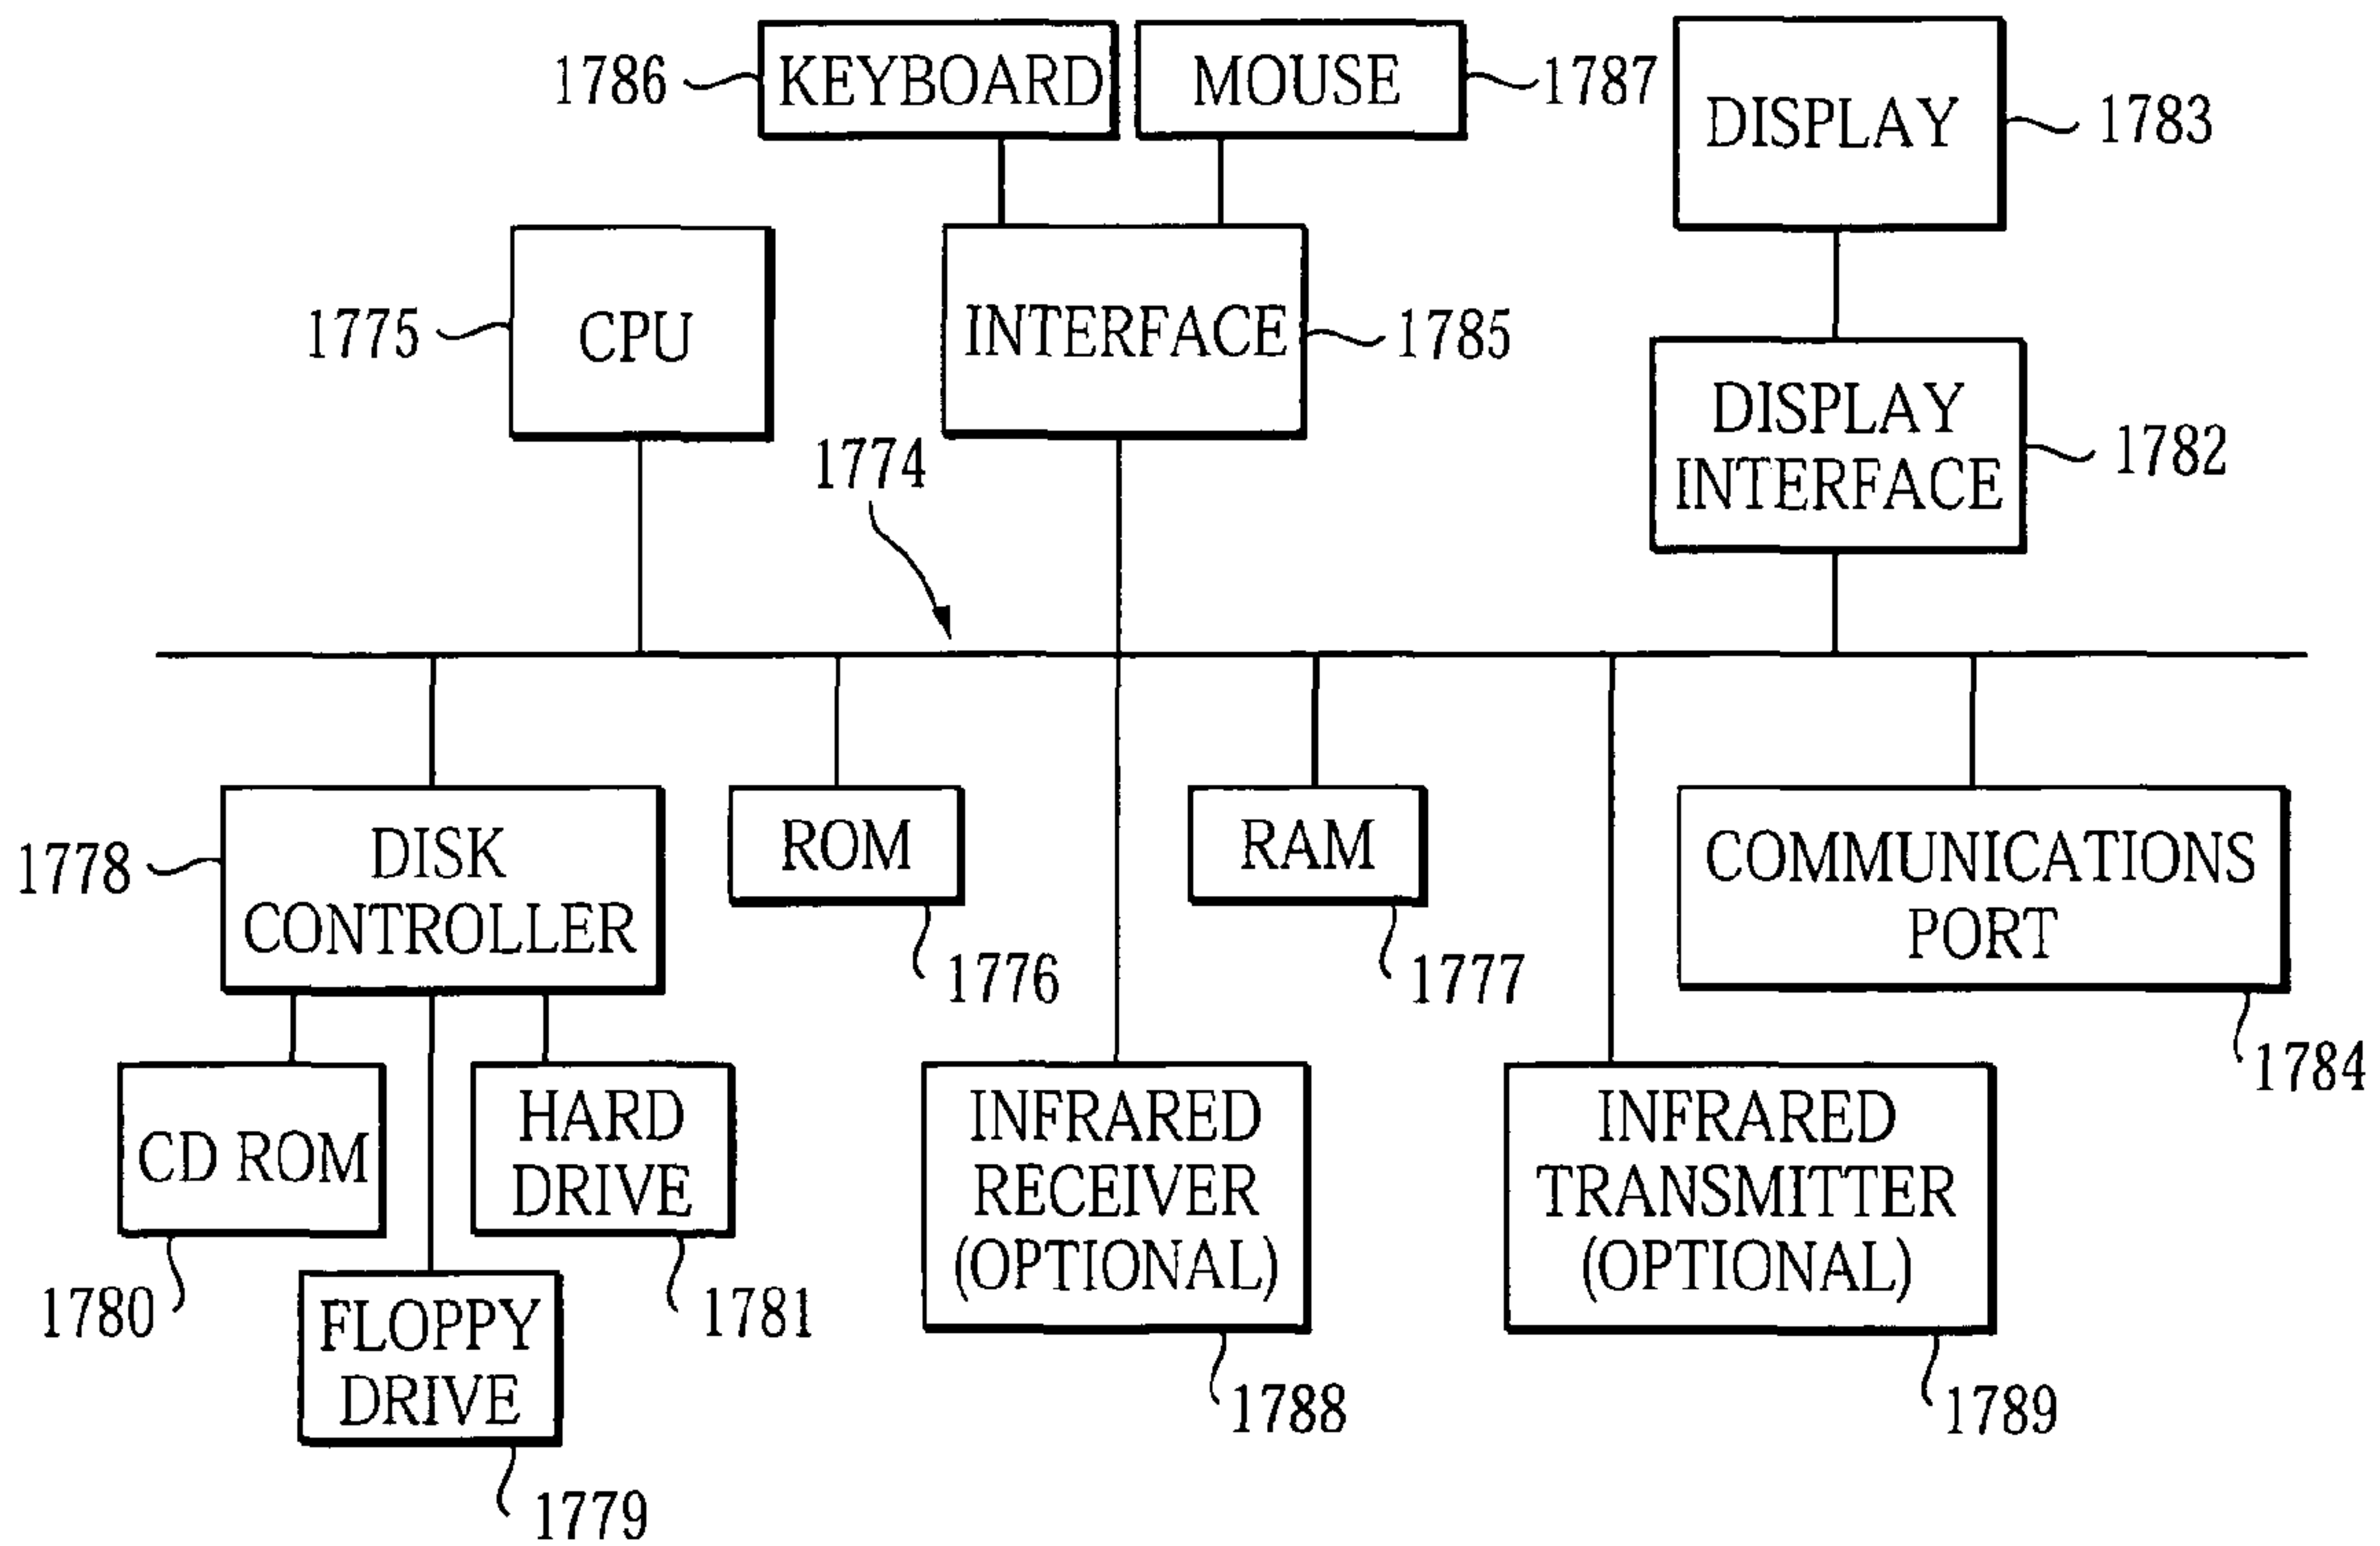 1786
KEYBOARD
MOUSE
1787
DISPLAY
1783
1775
CPU
INTERFACE
1785
DISPLAY
INTERFACE
1782
1774
1778
DISK
CONTROLLER
ROM
1776
RAM
1777
COMMUNICATIONS
PORT
1784
CD ROM
1780
HARD
DRIVE
1781
FLOPPY
DRIVE
1779
INFRARED
RECEIVER
(OPTIONAL)
1788
INFRARED
TRANSMITTER
(OPTIONAL)
1789